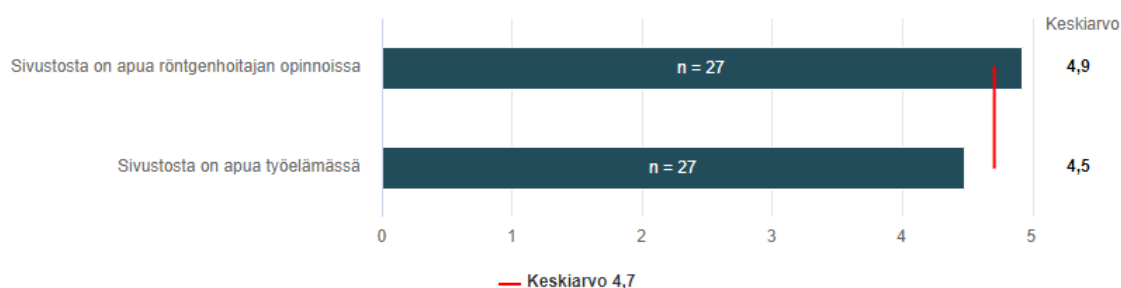 Keskiarvo
Sivustosta on apua röntgenhoitajan opinnoissa n = 27 4,9
Sivustosta on apua työelämässä n = 27 4,5
0 1 2 3 4 5
Keskiarvo 4,7